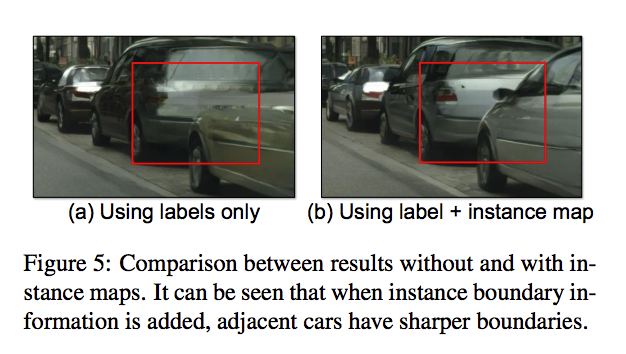 (a) Using labels only
(b) Using label + instance map
Figure 5: Comparison between results without and with in-
stance maps. It can be seen that when instance boundary in-
formation is added, adjacent cars have sharper boundaries.